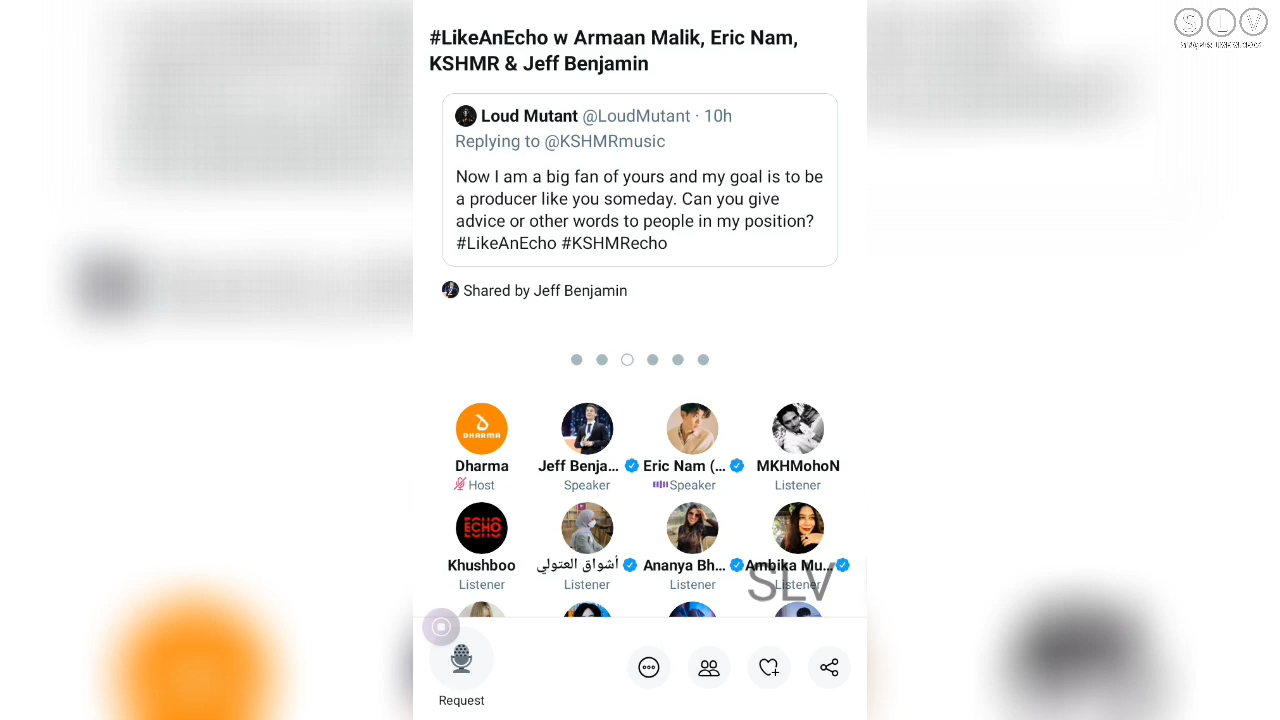 S L V
#LikeAnEcho w Armaan Malik, Eric Nam,
KSHMR & Jeff Benjamin
Loud Mutant @LoudMutant · 10h
Replying to @KSHMRmusic
Now I am a big fan of yours and my goal is to be
a producer like you someday. Can you give
advice or other words to people in my position?
#LikeAnEcho #KSHMRecho
Shared by Jeff Benjamin
DHARMA
Dharma Jeff Benja... Eric Nam (... MKHMohoN
Host Speaker Speaker Listener
ECHO
Khushboo أشواق العتولي Ananya Bh... Ambika Mu...
Listener Listener Listener Listener
SLV
Request